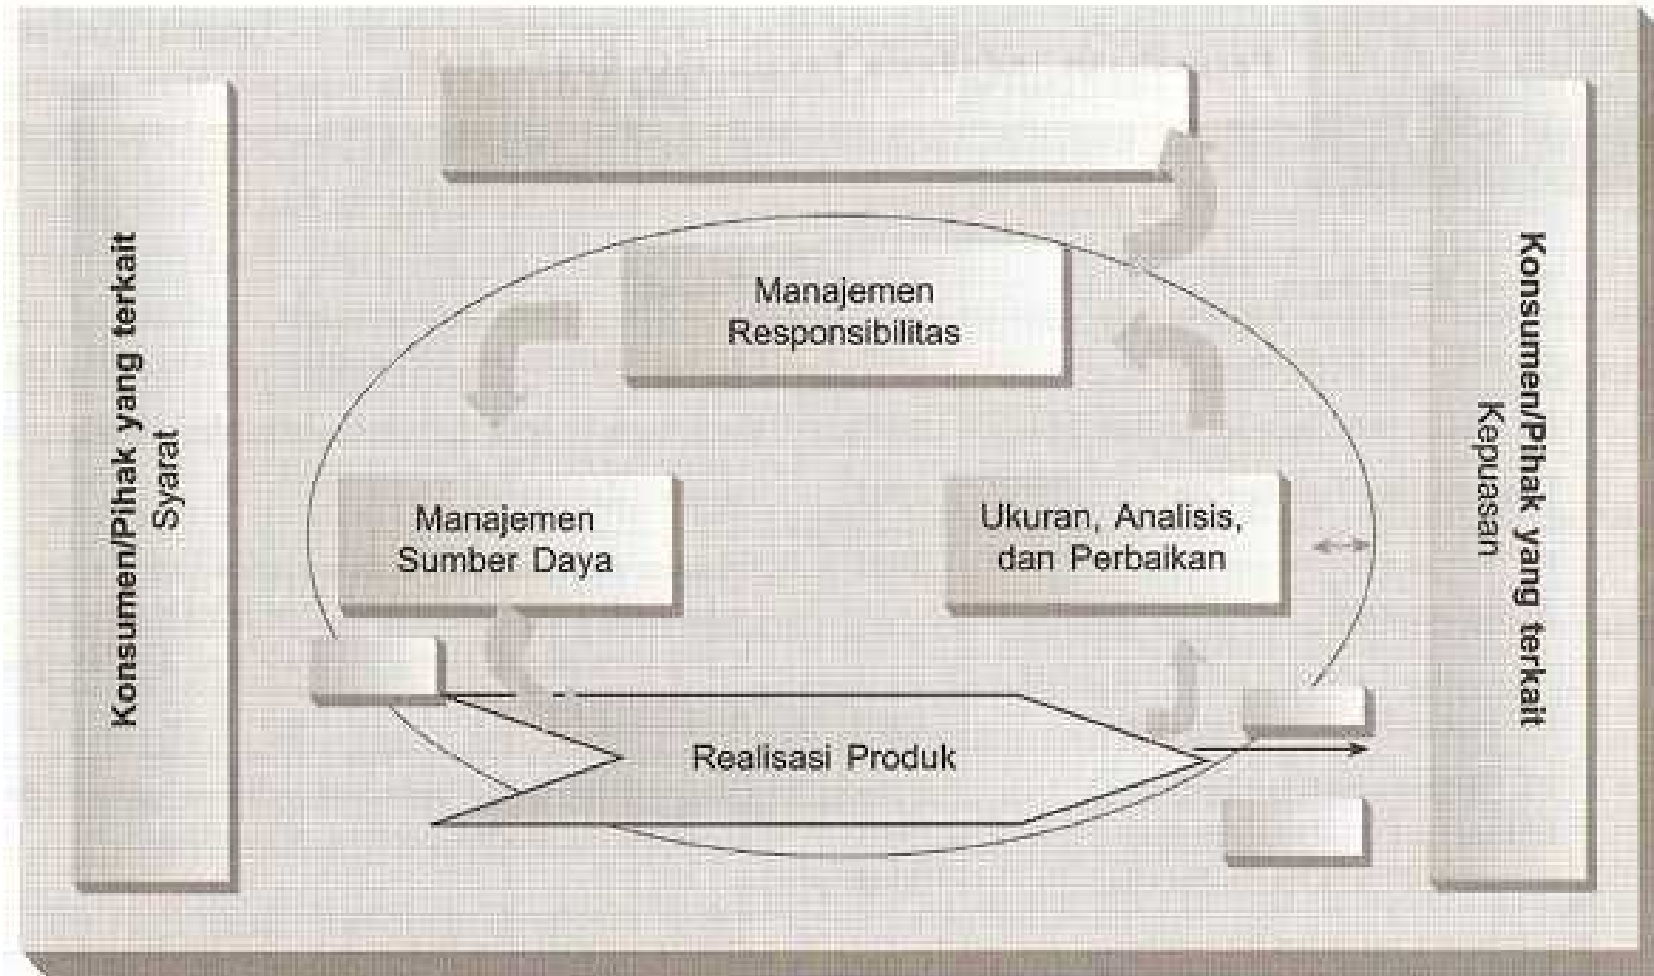 Konsumen/Pihak yang terkait
Syarat
Manajemen
Responsibilitas
Manajemen
Sumber Daya
Ukuran, Analisis,
dan Perbaikan
Realisasi Produk
Konsumen/Pihak yang terkait
Kepuasan